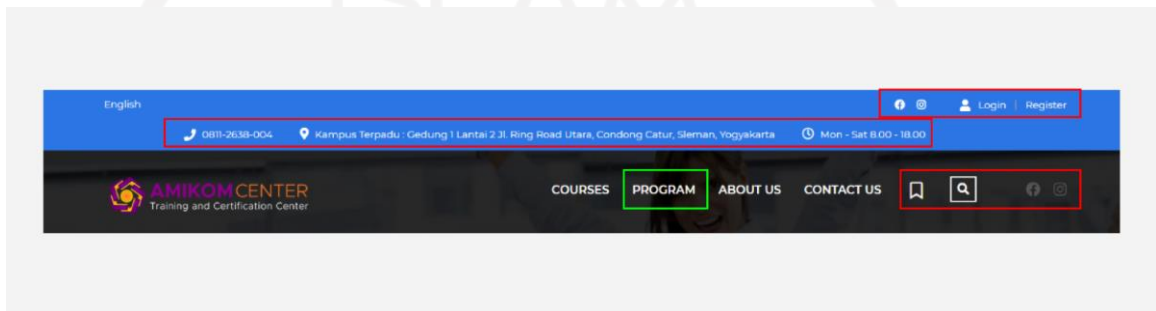 English
Login | Register
0811-2638-004 Kampus Terpadu : Gedung 1 Lantai 2 Jl. Ring Road Utara, Condong Catur, Sleman, Yogyakarta Mon - Sat 8.00 - 18.00
AMIKOM CENTER
Training and Certification Center
COURSES PROGRAM ABOUT US CONTACT US